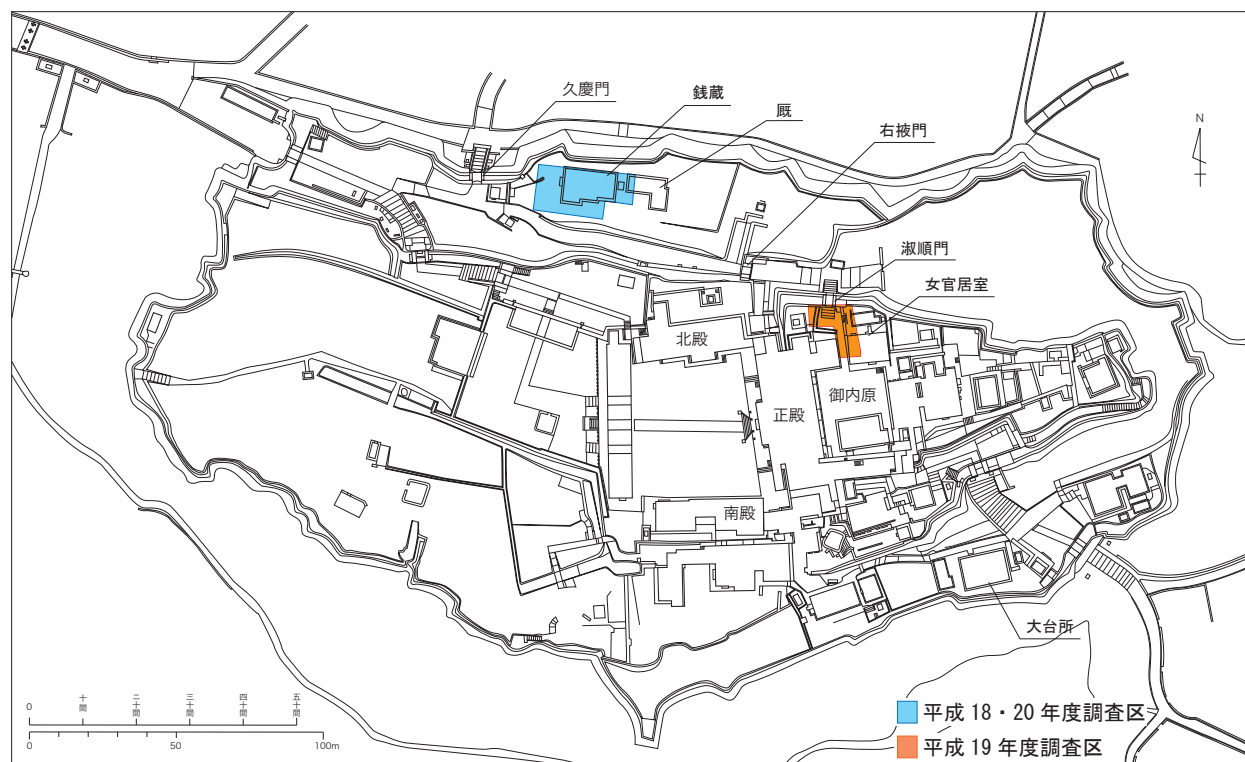 久慶門
銭蔵
厩
右掖門
N
淑順門
女官居室
北殿
正殿
御内原
南殿
大台所
0 十間 二十間 三十間 四十間 五十間
0 50 100m
平成 18・20 年度調査区
平成 19 年度調査区